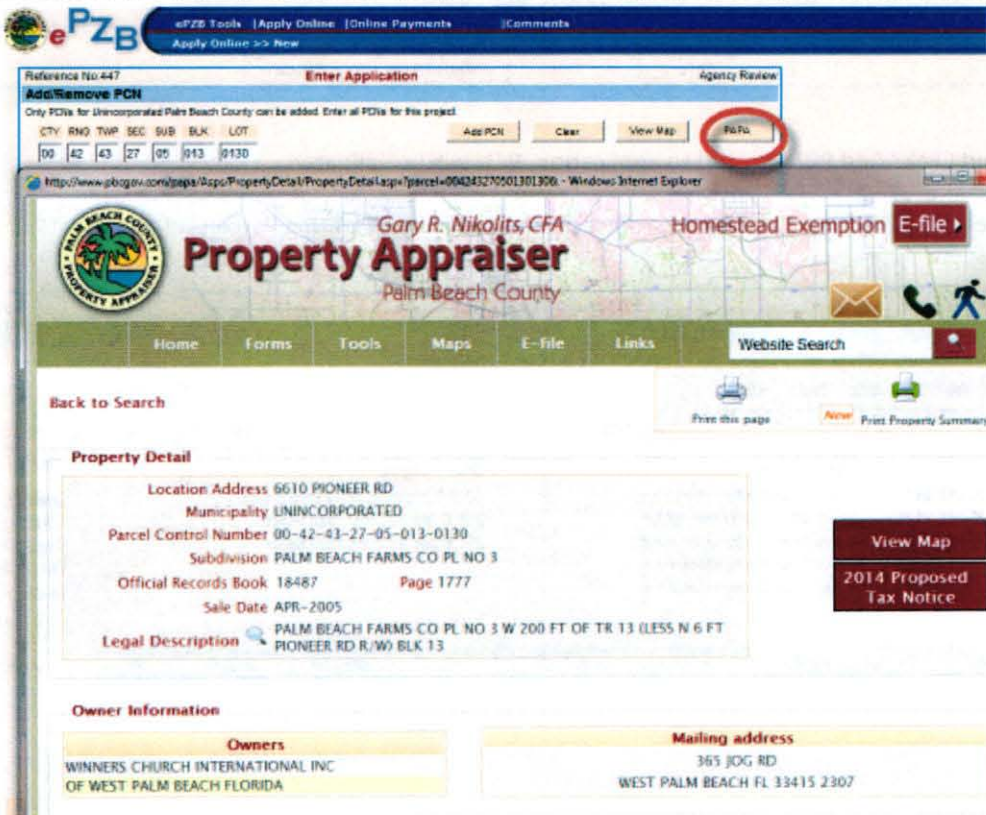 ePZB
ePZB Tools |Apply Online |Online Payments |Comments
Apply Online >> New
Reference No:447 Enter Application Agency Review
Add/Remove PCN
Only PCNs for Unincorporated Palm Beach County can be added. Enter all PCNs for this project.
CTY RNG TWP SEC SUB BLK LOT Add PCN Clear View Map PAPA
00 42 43 27 05 013 0130
Windows Internet Explorer
PALM BEACH COUNTY
PROPERTY APPRAISER
Gary R. Nikolits, CFA
Property Appraiser
Palm Beach County
Homestead Exemption E-file
Home Forms Tools Maps E-file Links Website Search
Back to Search
Print this page New Print Property Summary
Property Detail
Location Address 6610 PIONEER RD
Municipality UNINCORPORATED
Parcel Control Number 00-42-43-27-05-013-0130
Subdivision PALM BEACH FARMS CO PL NO 3
Official Records Book 18487 Page 1777
Sale Date APR-2005
Legal Description PALM BEACH FARMS CO PL NO 3 W 200 FT OF TR 13 (LESS N 6 FT
PIONEER RD R/W) BLK 13
View Map
2014 Proposed
Tax Notice
Owner Information
Owners
WINNERS CHURCH INTERNATIONAL INC
OF WEST PALM BEACH FLORIDA
Mailing address
365 JOG RD
WEST PALM BEACH FL 33415 2307